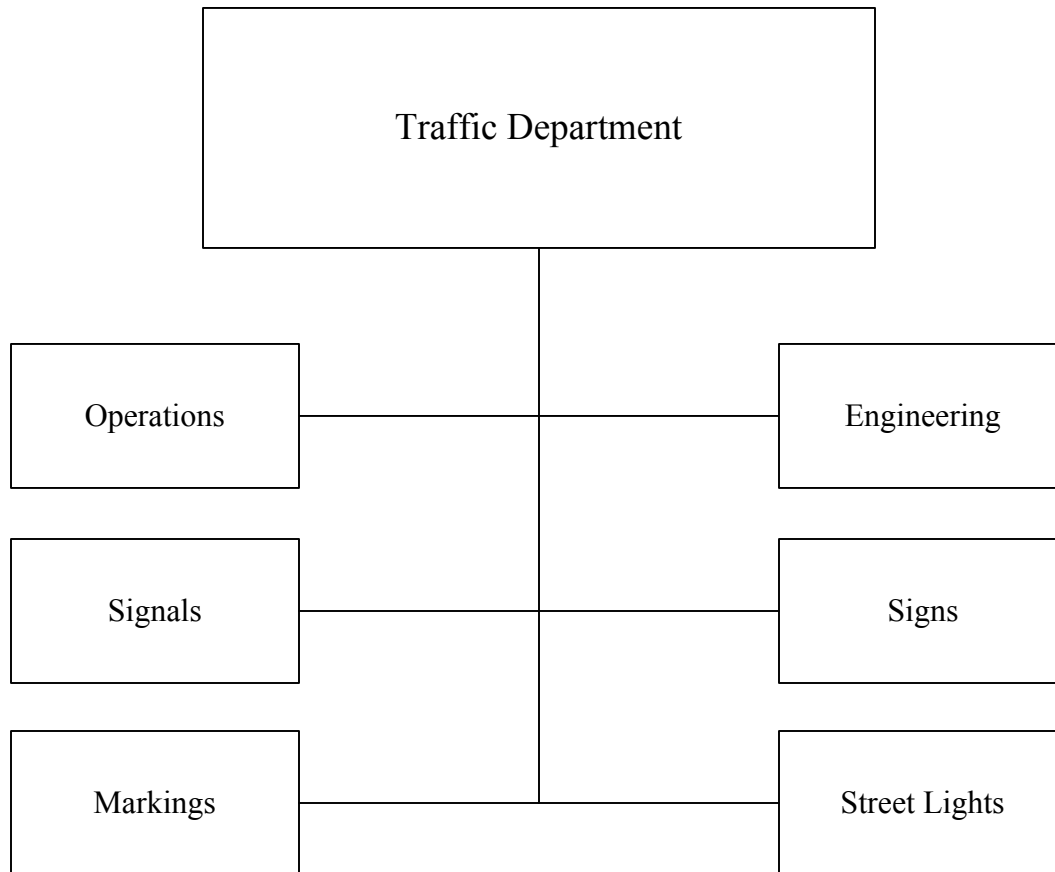 Traffic Department
Operations
Engineering
Signals
Signs
Markings
Street Lights